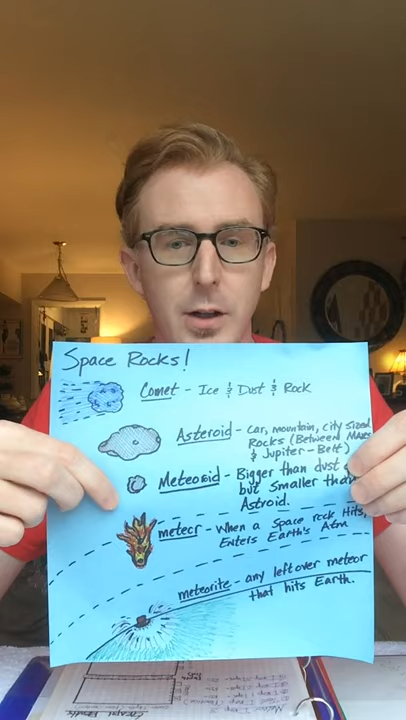 Space Rocks!
Comet - Ice & Dust & Rock
Asteroid - Car, mountain, city sized
Rocks (Between Mars
& Jupiter - Belt)
Meteoroid - Bigger than dust
but smaller than
Astroid.
meteor - When a Space rock Hits,
Enters Earth's Atm
meteorite - any left over meteor
that hits Earth.